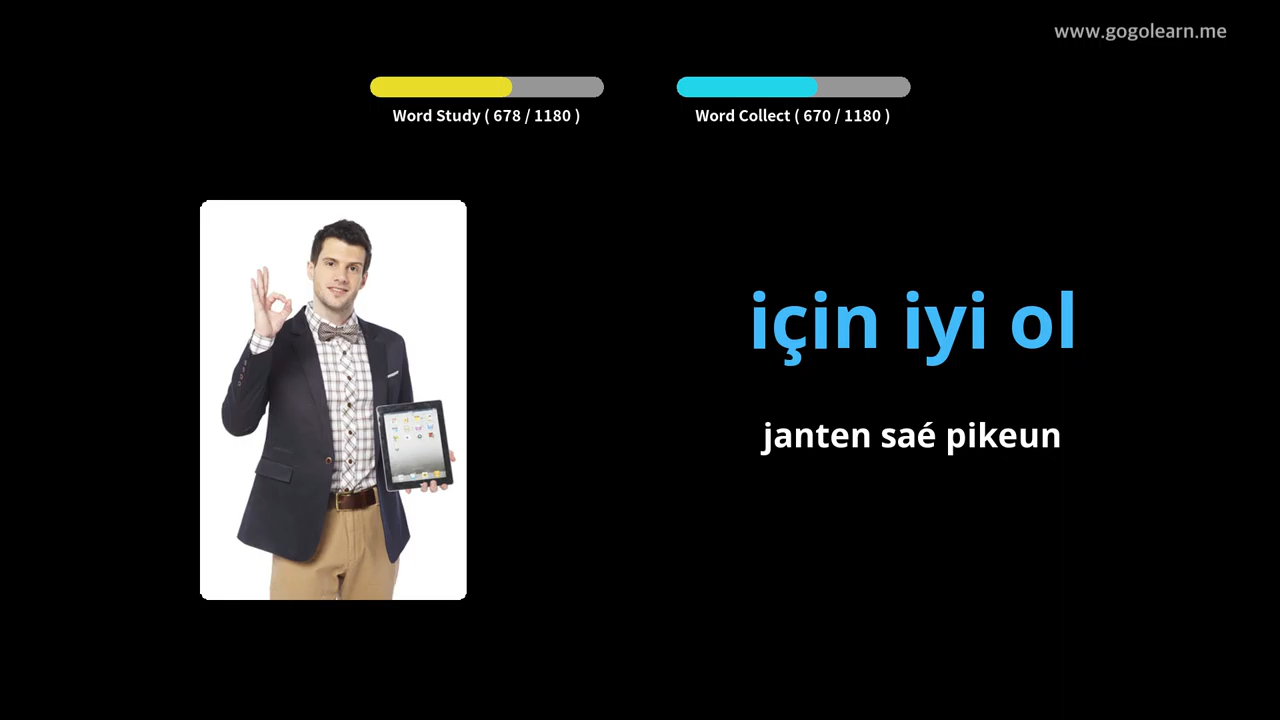 www.gogolearn.me
Word Study ( 678 / 1180 )
Word Collect ( 670 / 1180 )
için iyi ol
janten saé pikeun